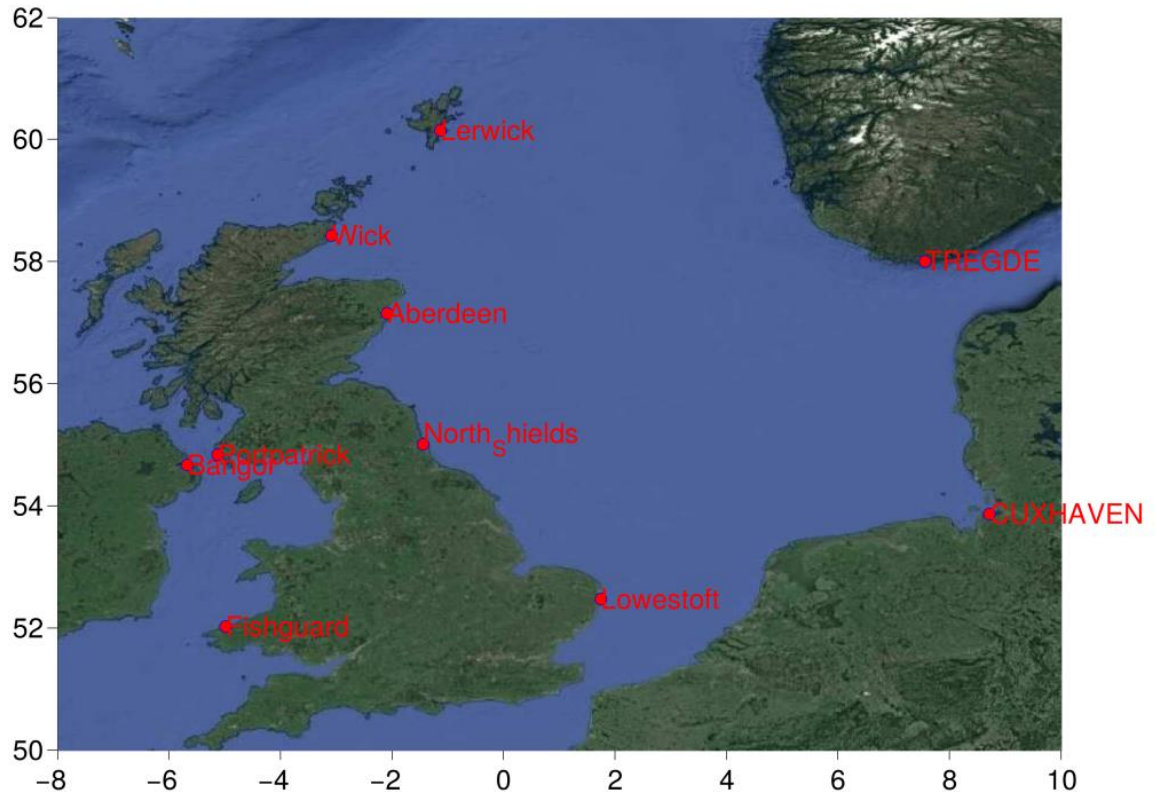 62
60
58
56
54
52
50
Lerwick
Wick
TREGDE
Aberdeen
North_shields
Portpatrick
Bangor
CUXHAVEN
Lowestoft
Fishguard
−8
−6
−4
−2
0
2
4
6
8
10